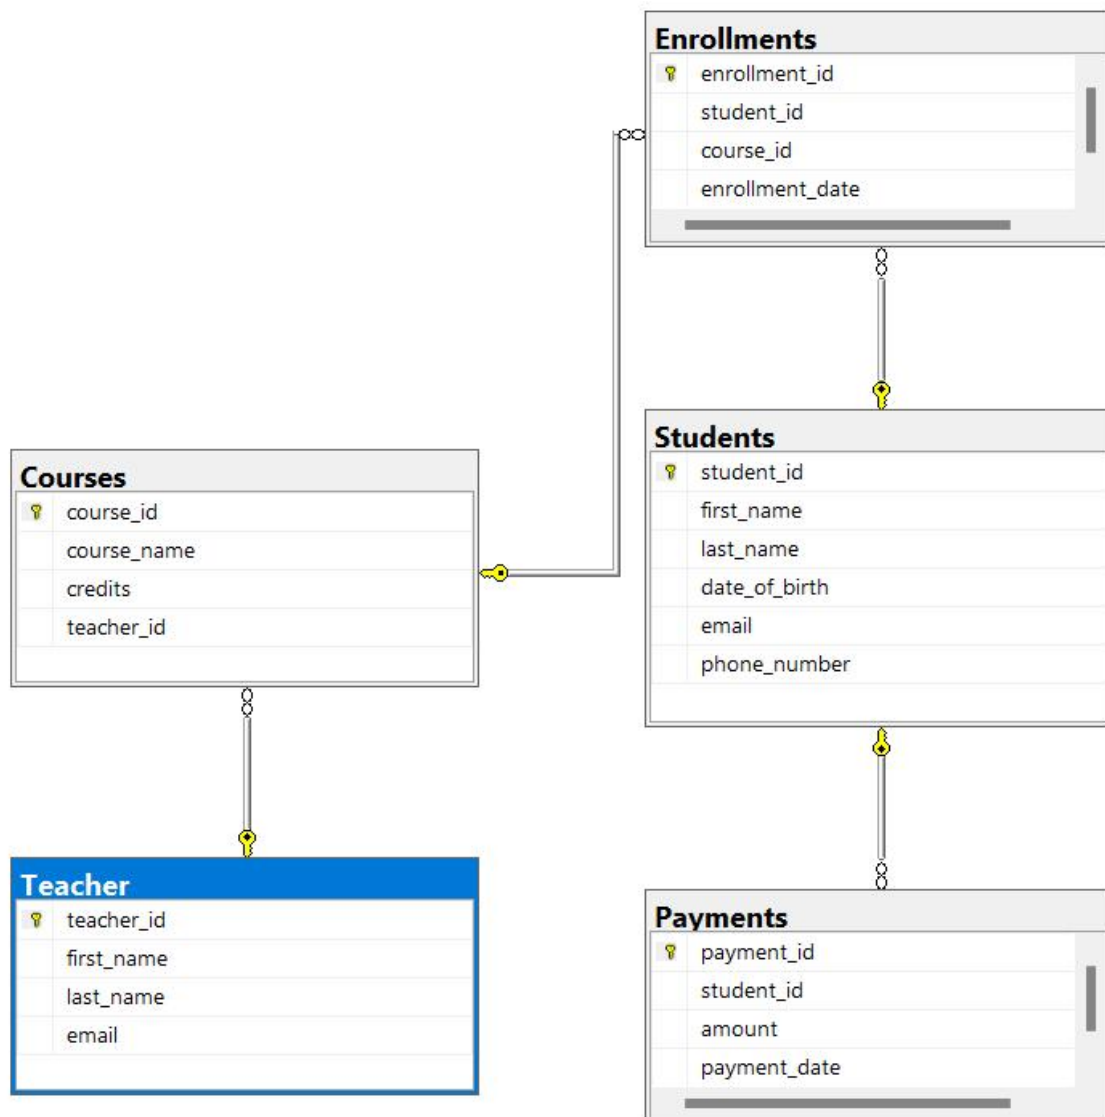 Enrollments
enrollment_id
student_id
course_id
enrollment_date
Students
student_id
first_name
last_name
date_of_birth
email
phone_number
Courses
course_id
course_name
credits
teacher_id
Teacher
teacher_id
first_name
last_name
email
Payments
payment_id
student_id
amount
payment_date